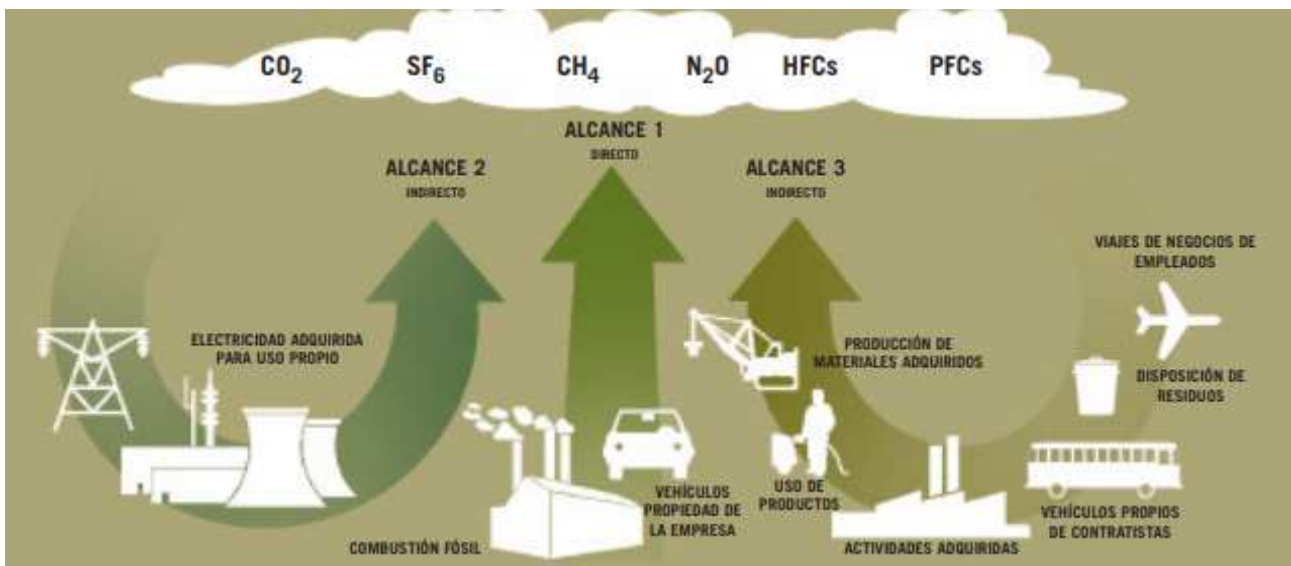 CO₂ SF₆ CH₄ N₂O HFCs PFCs
ALCANCE 1
DIRECTO
ALCANCE 2
INDIRECTO
ALCANCE 3
INDIRECTO
VIAJES DE NEGOCIOS DE
EMPLEADOS
ELECTRICIDAD ADQUIRIDA
PARA USO PROPIO
PRODUCCIÓN DE
MATERIALES ADQUIRIDOS
DISPOSICIÓN DE
RESIDUOS
VEHÍCULOS
PROPIEDAD DE
LA EMPRESA
USO DE
PRODUCTOS
VEHÍCULOS PROPIOS
DE CONTRATISTAS
COMBUSTIÓN FÓSIL
ACTIVIDADES ADQUIRIDAS